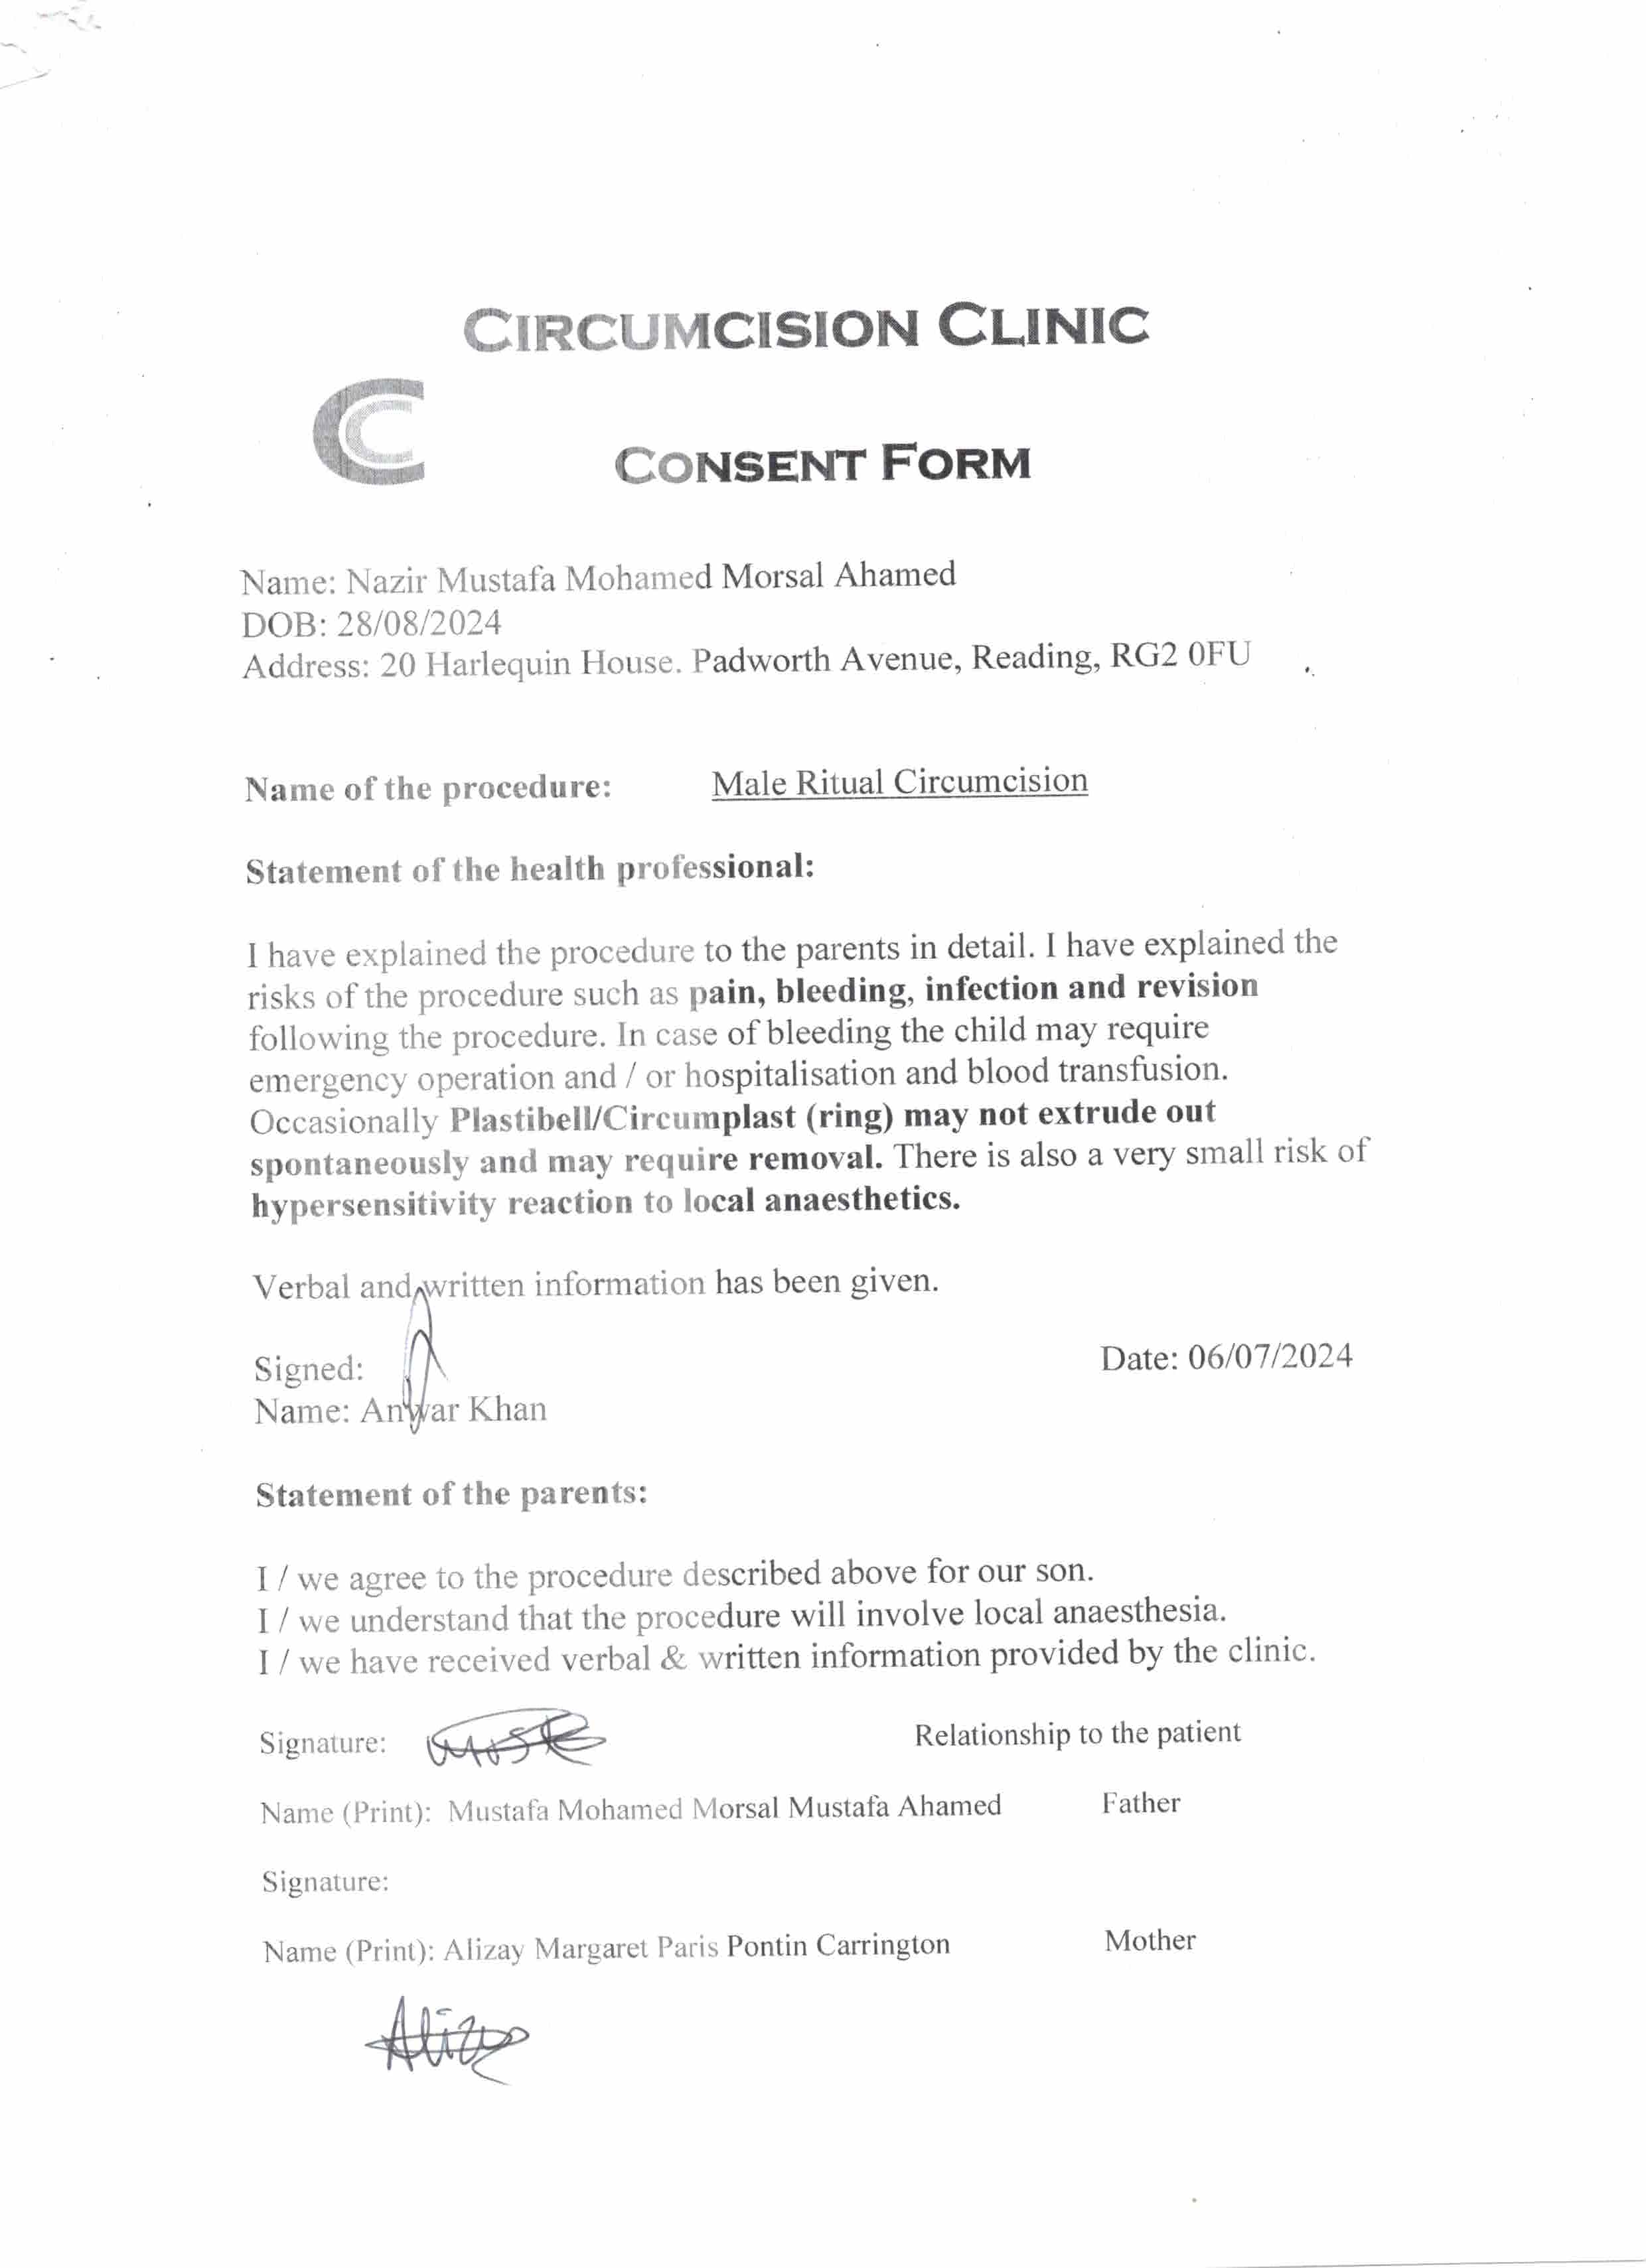 CIRCUMCISION CLINIC
CC
CONSENT FORM
Name: Nazir Mustafa Mohamed Morsal Ahamed
DOB: 28/08/2024
Address: 20 Harlequin House. Padworth Avenue, Reading, RG2 0FU
Name of the procedure: Male Ritual Circumcision
Statement of the health professional:
I have explained the procedure to the parents in detail. I have explained the
risks of the procedure such as pain, bleeding, infection and revision
following the procedure. In case of bleeding the child may require
emergency operation and / or hospitalisation and blood transfusion.
Occasionally Plastibell/Circumplast (ring) may not extrude out
spontaneously and may require removal. There is also a very small risk of
hypersensitivity reaction to local anaesthetics.
Verbal and written information has been given.
Signed: Date: 06/07/2024
Name: Anwar Khan
Statement of the parents:
I / we agree to the procedure described above for our son.
I / we understand that the procedure will involve local anaesthesia.
I / we have received verbal & written information provided by the clinic.
Signature: Relationship to the patient
Name (Print): Mustafa Mohamed Morsal Mustafa Ahamed Father
Signature:
Name (Print): Alizay Margaret Paris Pontin Carrington Mother